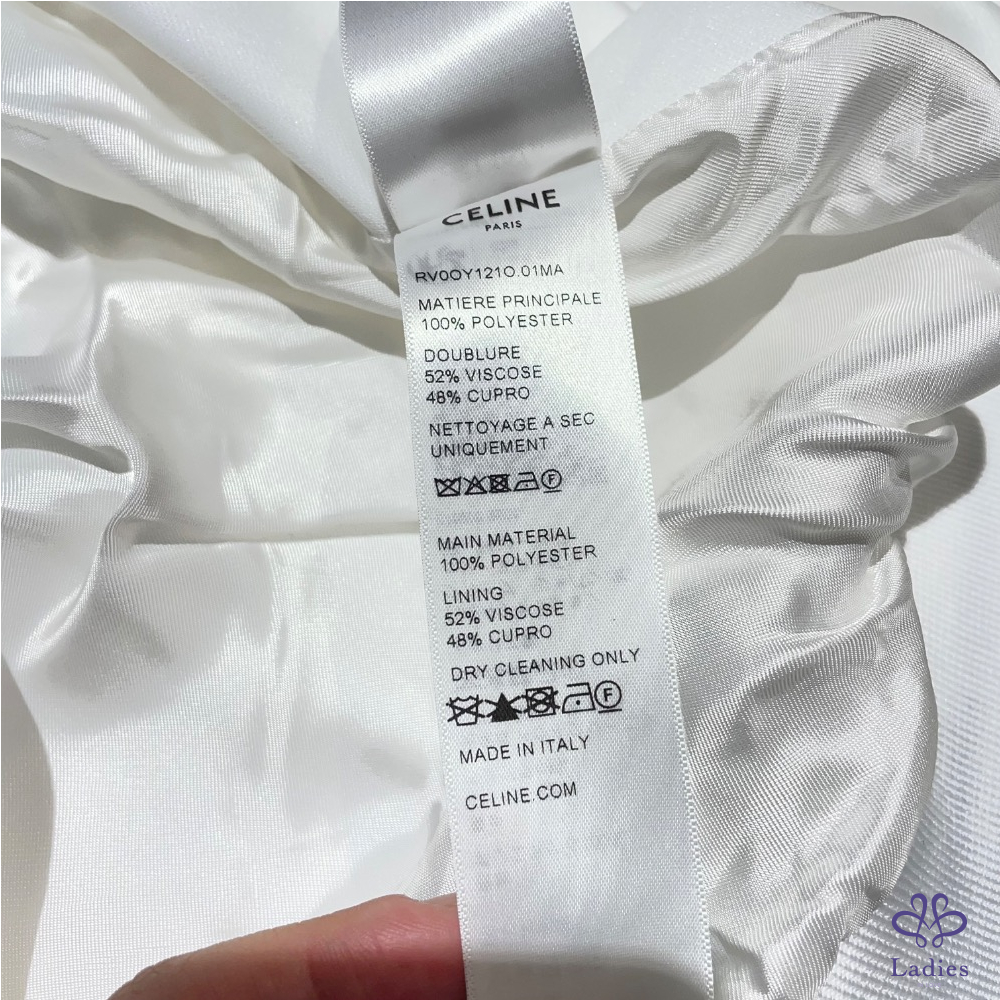 CELINE
PARIS
RV0OY121O.01MA
MATIERE PRINCIPALE
100% POLYESTER
DOUBLURE
52% VISCOSE
48% CUPRO
NETTOYAGE A SEC
UNIQUEMENT
F
MAIN MATERIAL
100% POLYESTER
LINING
52% VISCOSE
48% CUPRO
DRY CLEANING ONLY
F
MADE IN ITALY
CELINE.COM
Ladies